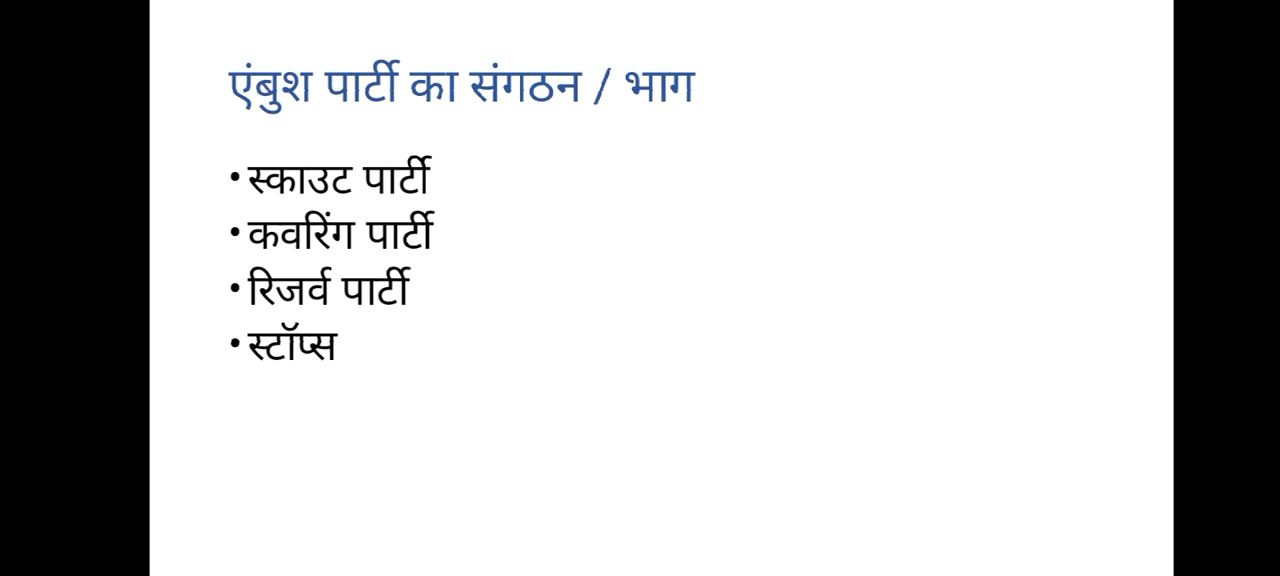 एंबुश पार्टी का संगठन / भाग
•स्काउट पार्टी
•कवरिंग पार्टी
•रिजर्व पार्टी
•स्टॉप्स